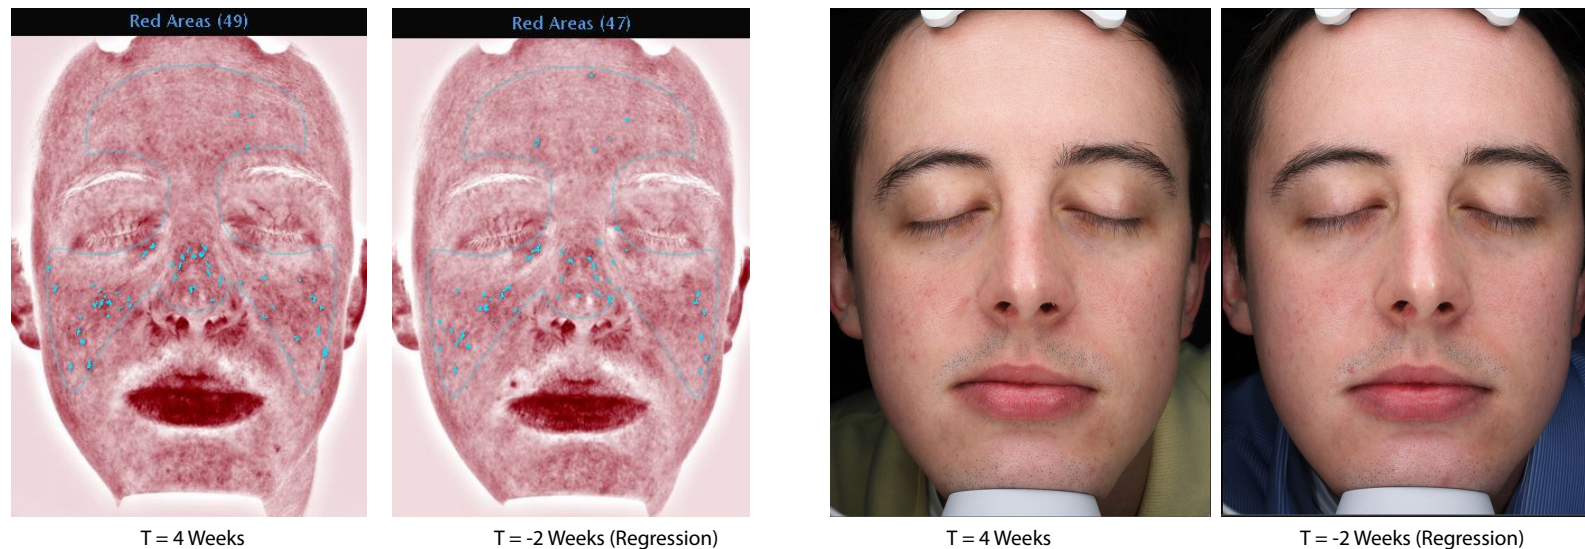 Red Areas (49)
Red Areas (47)
T = 4 Weeks
T = -2 Weeks (Regression)
T = 4 Weeks
T = -2 Weeks (Regression)